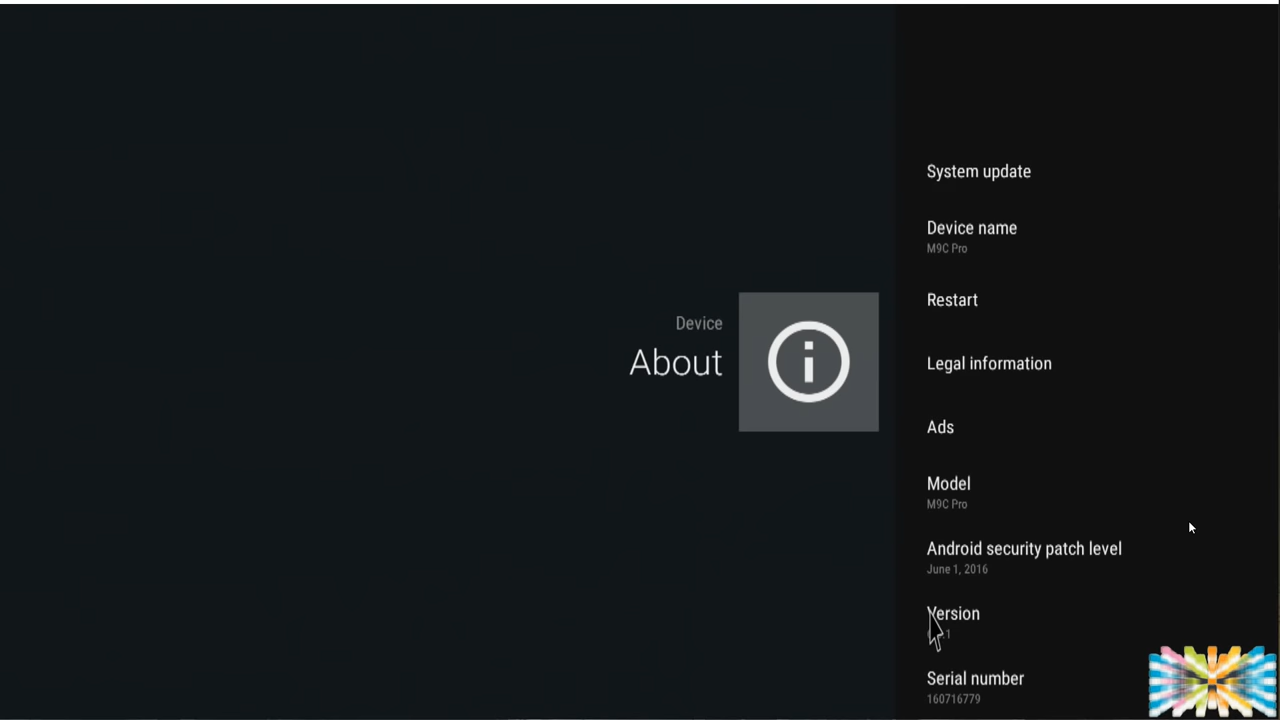 System update
Device name
M9C Pro
Restart
Device
About
Legal information
Ads
Model
M9C Pro
Android security patch level
June 1, 2016
Version
Serial number
160716779